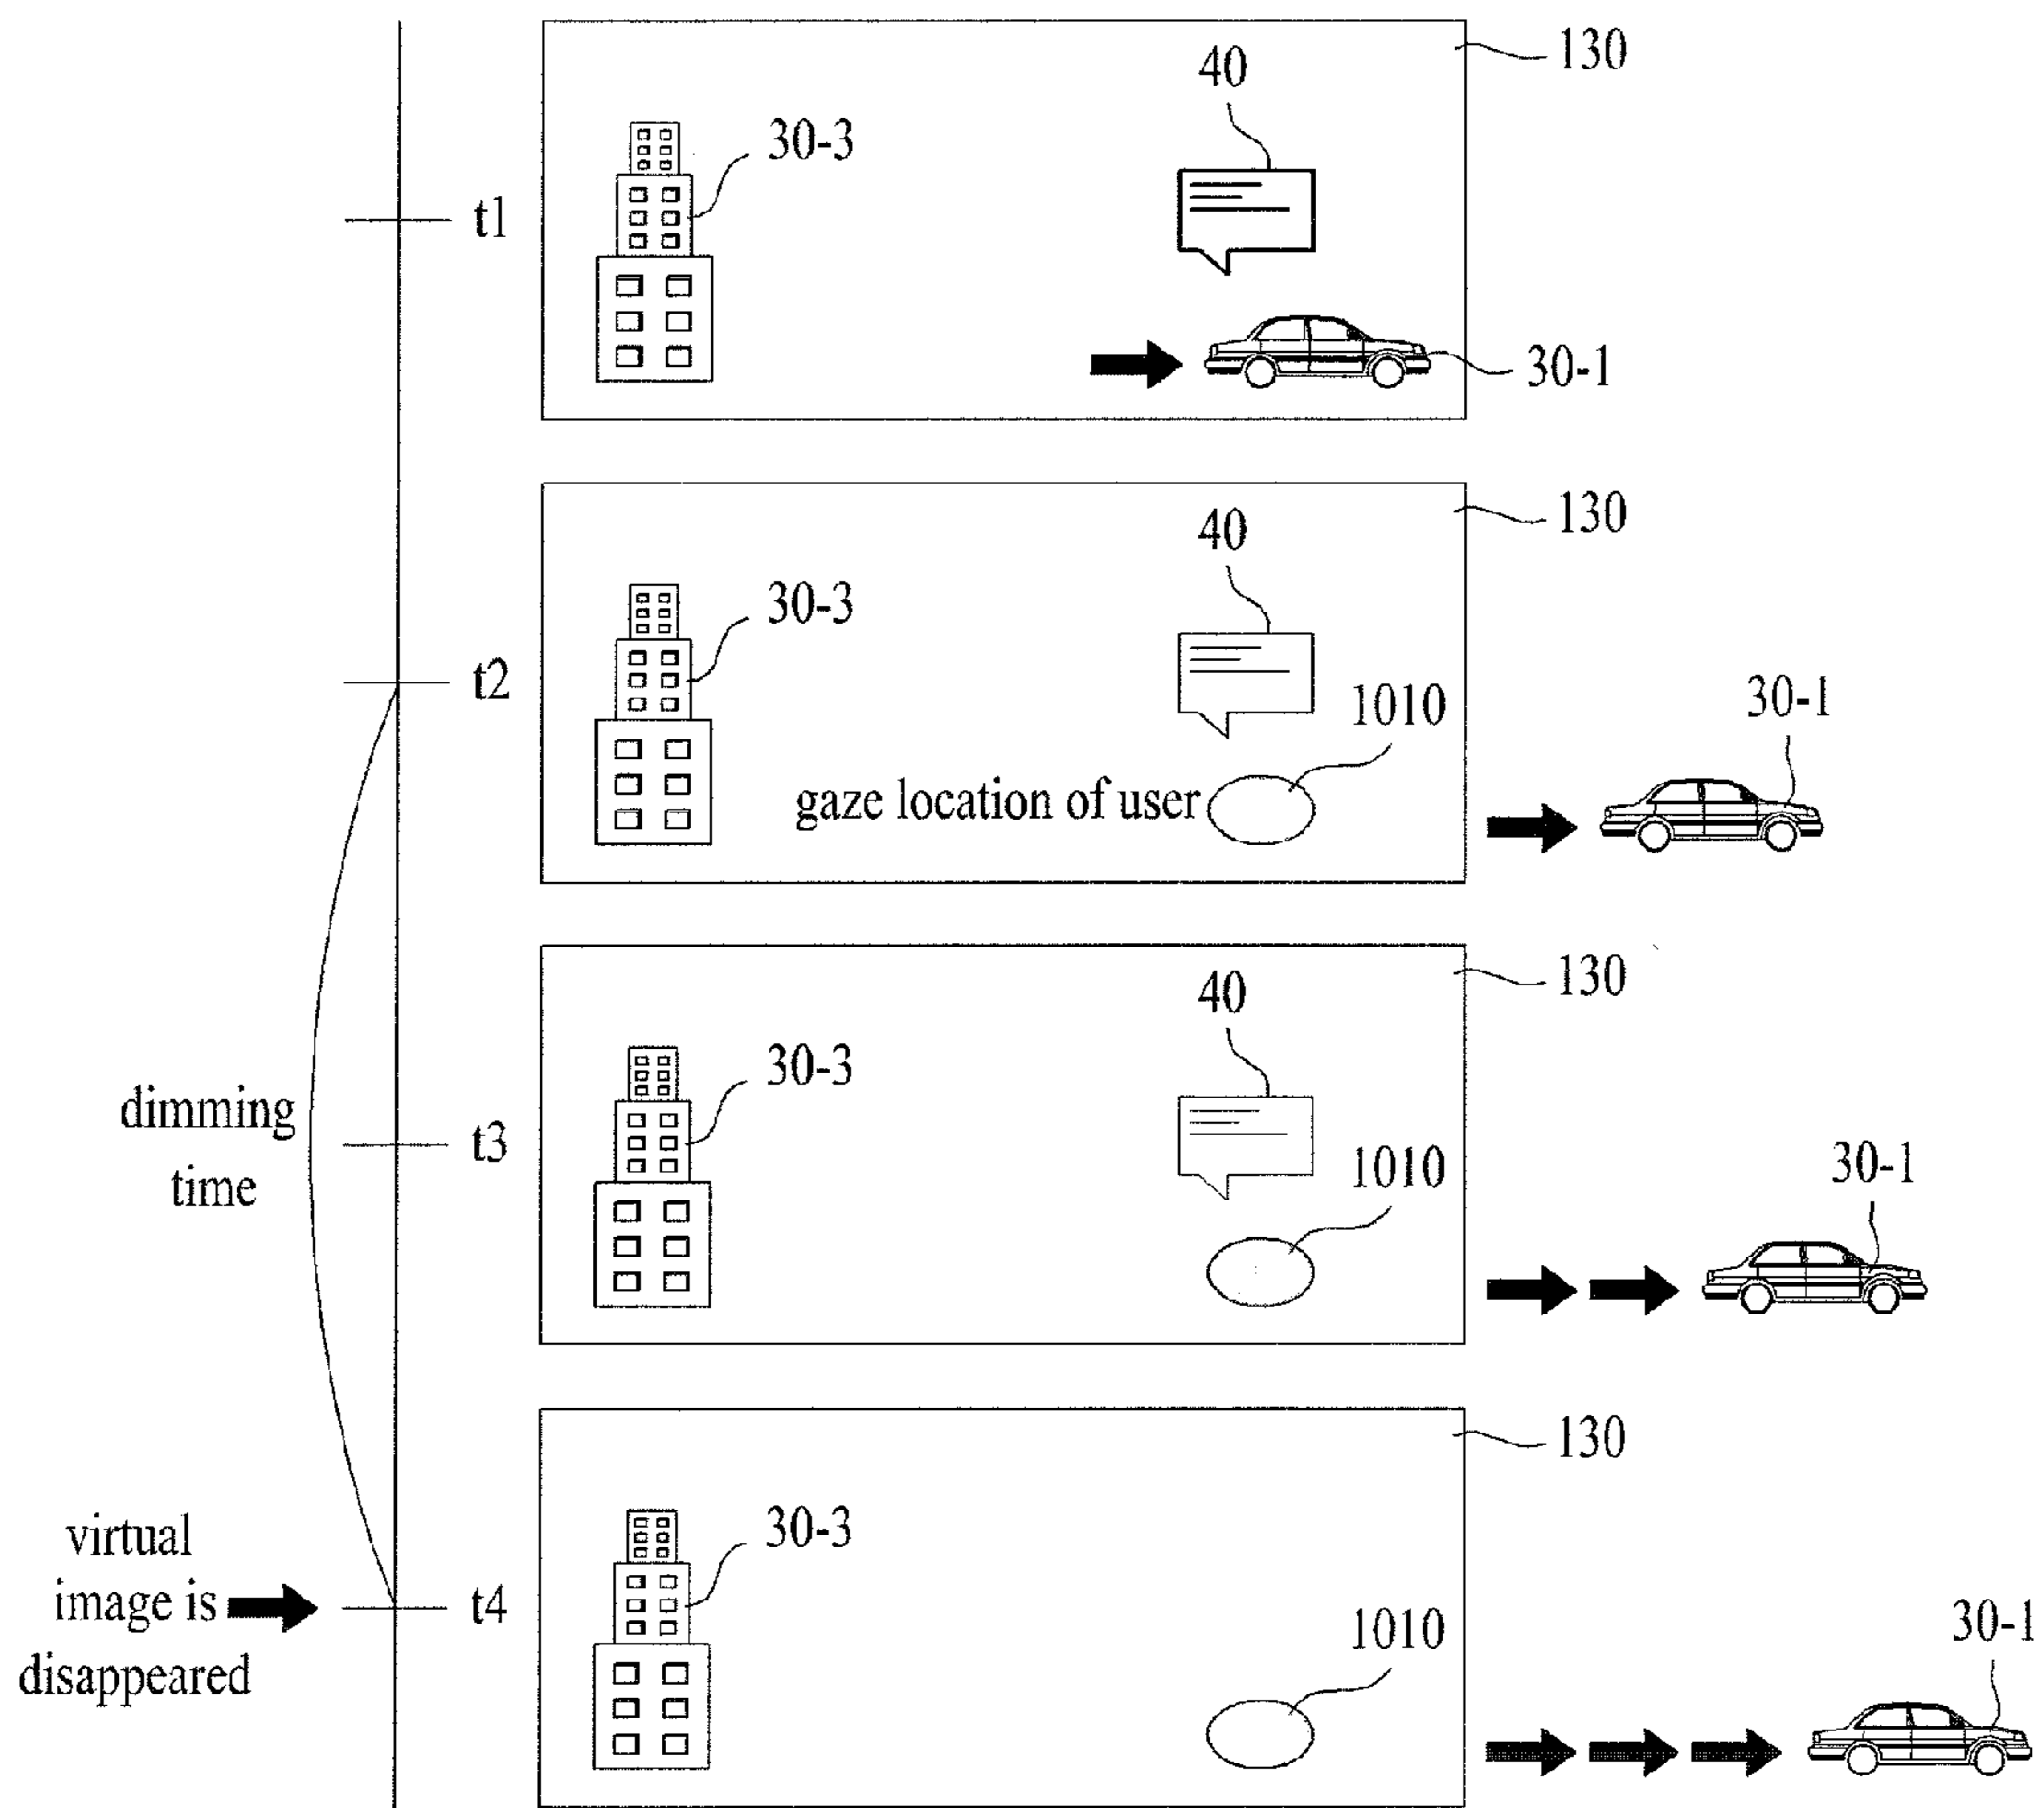 130
40
30-3
t1
30-1
130
40
30-3
t2
1010
30-1
gaze location of user
130
40
30-3
dimming
time
t3
1010
30-1
130
30-3
virtual
image is
disappeared
t4
1010
30-1